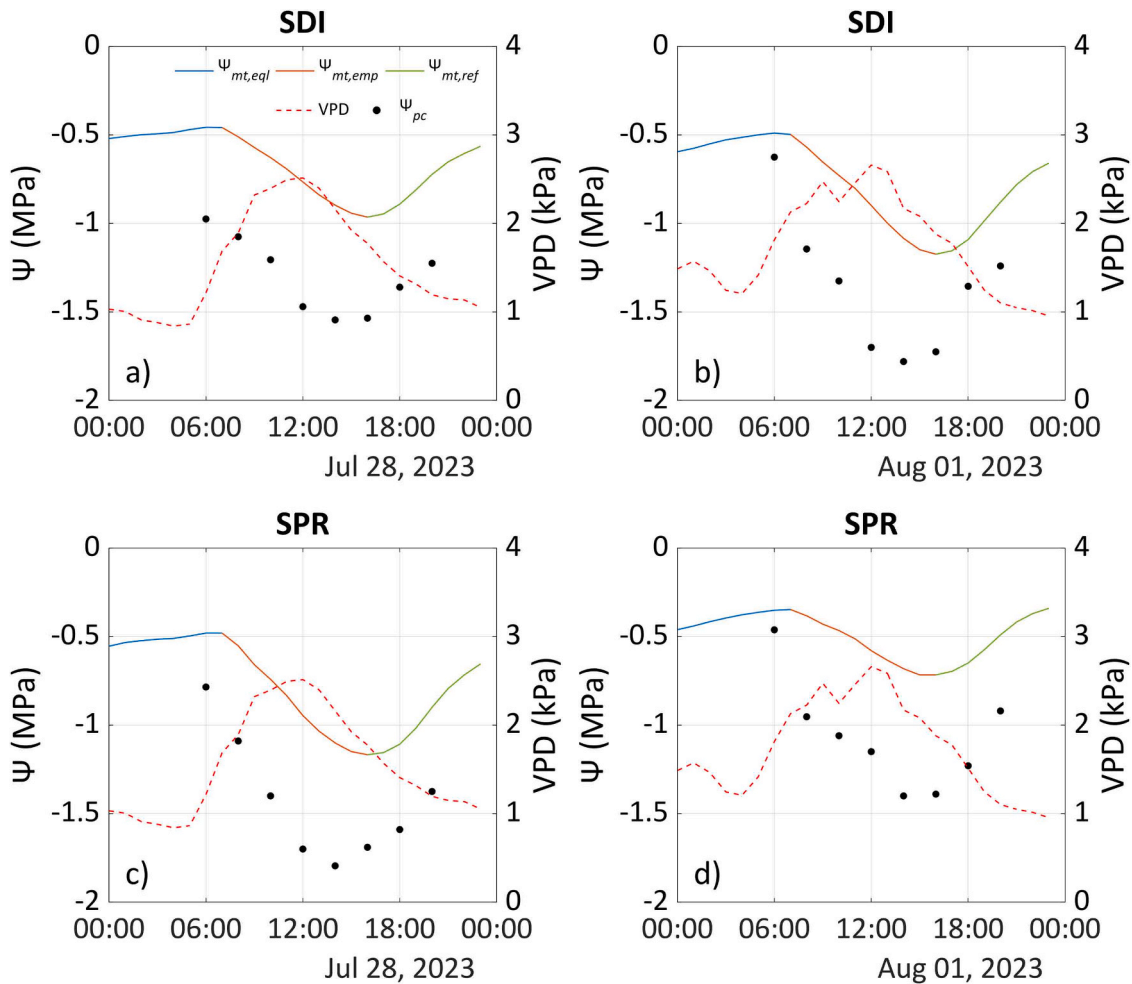 SDI
SDI
0
-0.5
-1
-1.5
-2
Ψ (MPa)
Ψmt,eql Ψmt,emp Ψmt,ref
VPD Ψpc
4
3
2
1
0
VPD (kPa)
a)
00:00 06:00 12:00 18:00 00:00
Jul 28, 2023
0
-0.5
-1
-1.5
-2
Ψ (MPa)
4
3
2
1
0
VPD (kPa)
b)
00:00 06:00 12:00 18:00 00:00
Aug 01, 2023
SPR
SPR
0
-0.5
-1
-1.5
-2
Ψ (MPa)
4
3
2
1
0
VPD (kPa)
c)
00:00 06:00 12:00 18:00 00:00
Jul 28, 2023
0
-0.5
-1
-1.5
-2
Ψ (MPa)
4
3
2
1
0
VPD (kPa)
d)
00:00 06:00 12:00 18:00 00:00
Aug 01, 2023